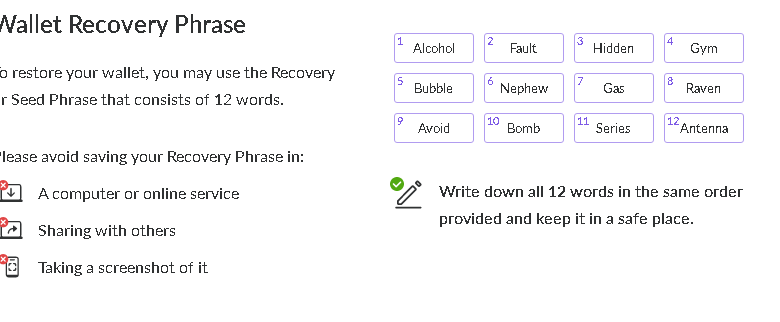 Wallet Recovery Phrase
To restore your wallet, you may use the Recovery
or Seed Phrase that consists of 12 words.
Please avoid saving your Recovery Phrase in:
A computer or online service
Sharing with others
Taking a screenshot of it
1 Alcohol 2 Fault 3 Hidden 4 Gym
5 Bubble 6 Nephew 7 Gas 8 Raven
9 Avoid 10 Bomb 11 Series 12 Antenna
Write down all 12 words in the same order
provided and keep it in a safe place.